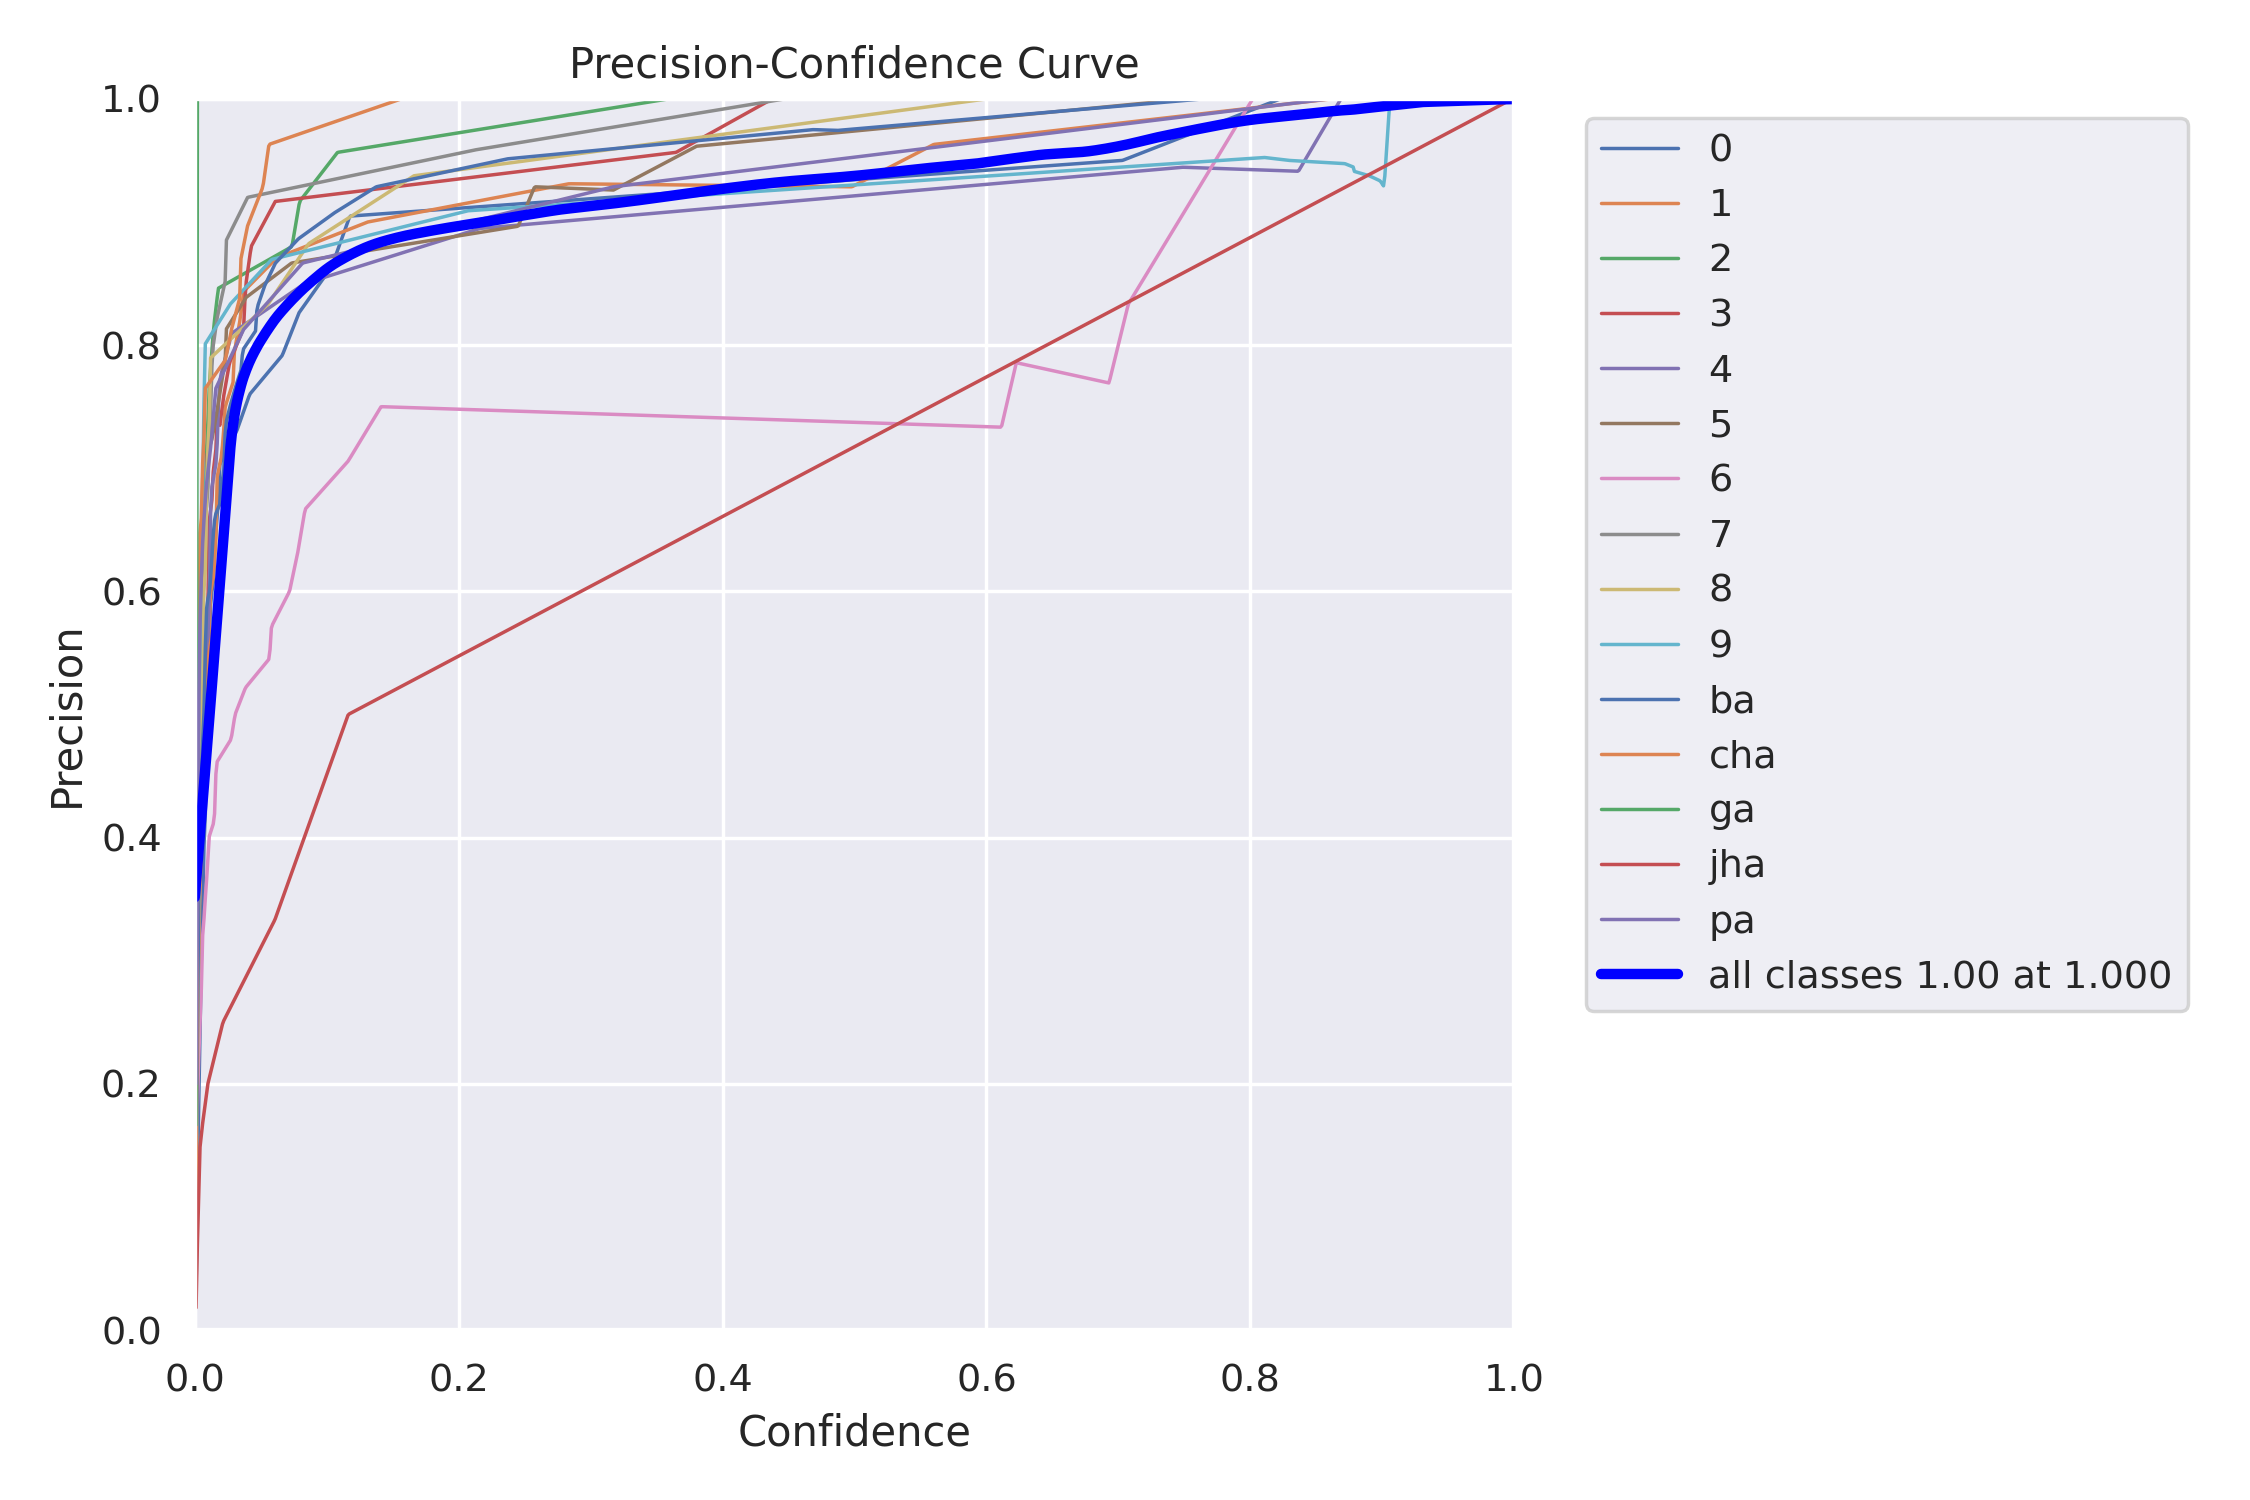 Precision-Confidence Curve
1.0
0.8
0.6
0.4
0.2
0.0
Precision
0.0 0.2 0.4 0.6 0.8 1.0
Confidence
0
1
2
3
4
5
6
7
8
9
ba
cha
ga
jha
pa
all classes 1.00 at 1.000